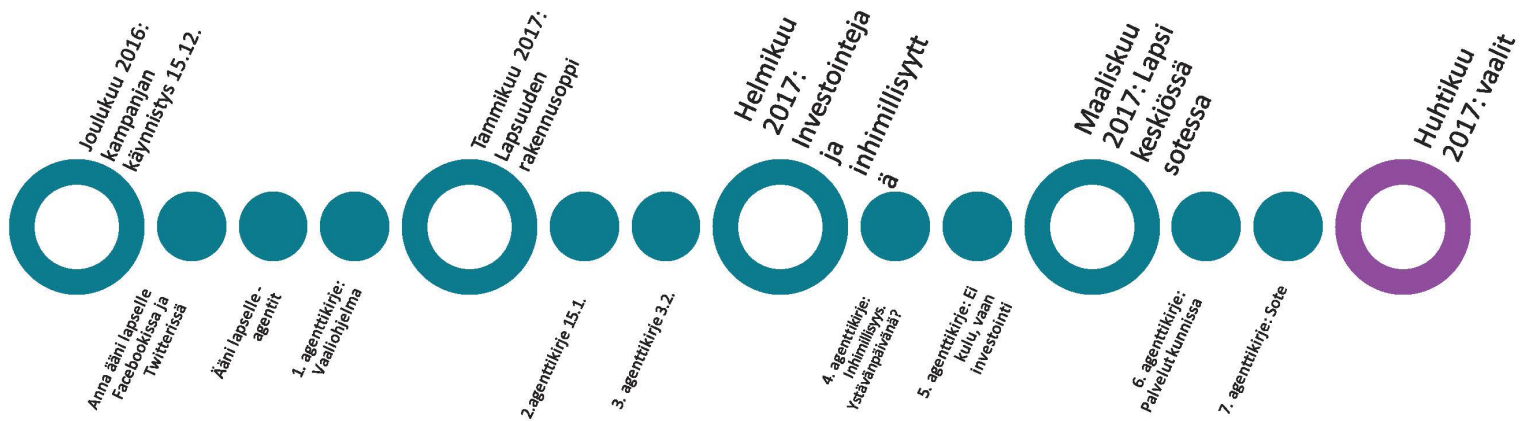 Joulukuu 2016:
kampanjan
käynnistys 15.12.
Anna ääni lapselle
Facebookissa ja
Twitterissä
Ääni lapselle -
agentit
1. agenttikirje:
Vaaliohjelma
Tammikuu 2017:
Lapsuuden
rakennusoppi
2.agenttikirje 15.1.
3. agenttikirje 3.2.
Helmikuu
2017:
Investointeja
ja
inhimillisyytt
ä
4. agenttikirje:
Inhimillisyys.
Ystävänpäivänä?
5. agenttikirje: Ei
kulu, vaan
investointi
Maaliskuu
2017: Lapsi
keskiössä
sotessa
6. agenttikirje:
Palvelut kunnissa
7. agenttikirje: Sote
Huhtikuu
2017: vaalit